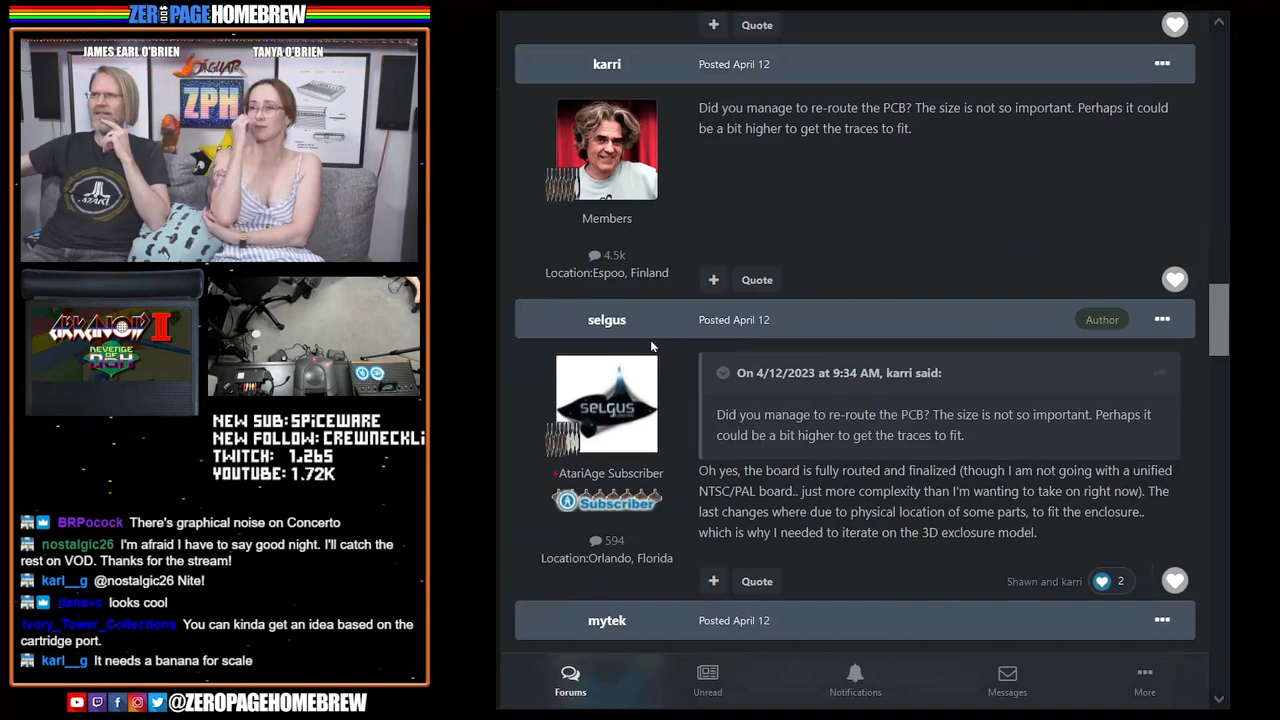 ZERO PAGE HOMEBREW
JAMES EARL O'BRIEN
TANYA O'BRIEN
JAGUAR
ZPH
ATARI
ARKANOID II
REVENGE OF DOH
NEW SUB:SPICEWARE
NEW FOLLOW:CREWNECKLI
TWITCH 1,265
YOUTUBE: 1.72K
BRPocock There's graphical noise on Concerto
nostalgic26 I'm afraid I have to say good night. I'll catch the
rest on VOD. Thanks for the stream!
karl__g @nostalgic26 Nite!
danevc looks cool
Ivory_Tower_Collections You can kinda get an idea based on the
cartridge port.
karl__g It needs a banana for scale
@ZEROPAGEHOMEBREW
+ Quote
karri
Posted April 12
Did you manage to re-route the PCB? The size is not so important. Perhaps it could
be a bit higher to get the traces to fit.
Members
4.5k
Location:Espoo, Finland
+ Quote
selgus
Posted April 12
Author
SELGUS
On 4/12/2023 at 9:34 AM, karri said:
Did you manage to re-route the PCB? The size is not so important. Perhaps it
could be a bit higher to get the traces to fit.
Oh yes, the board is fully routed and finalized (though I am not going with a unified
NTSC/PAL board.. just more complexity than I'm wanting to take on right now). The
last changes where due to physical location of some parts, to fit the enclosure..
which is why I needed to iterate on the 3D exclosure model.
AtariAge Subscriber
Subscriber
594
Location:Orlando, Florida
+ Quote
Shawn and karri
2
mytek
Posted April 12
Forums
Unread
Notifications
Messages
More